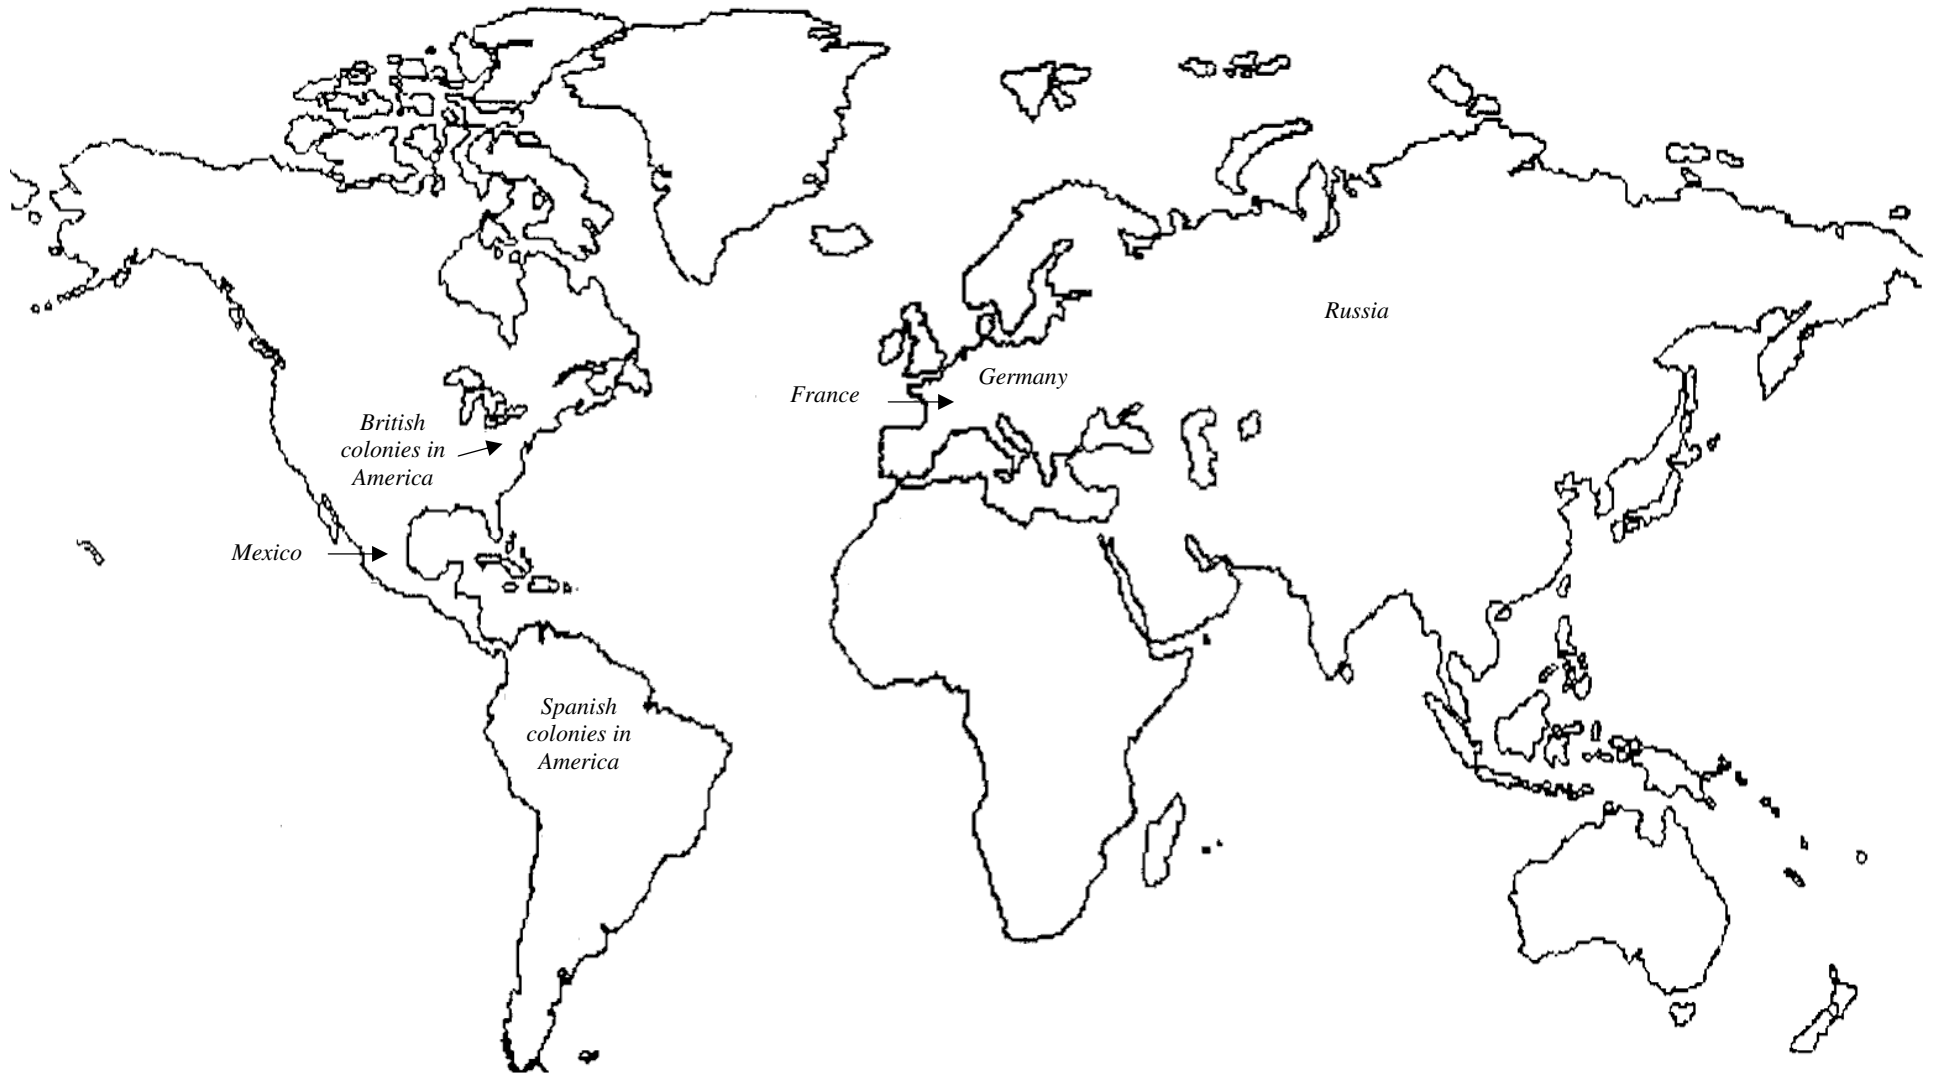 Russia
Germany
France
British
colonies in
America
Mexico
Spanish
colonies in
America